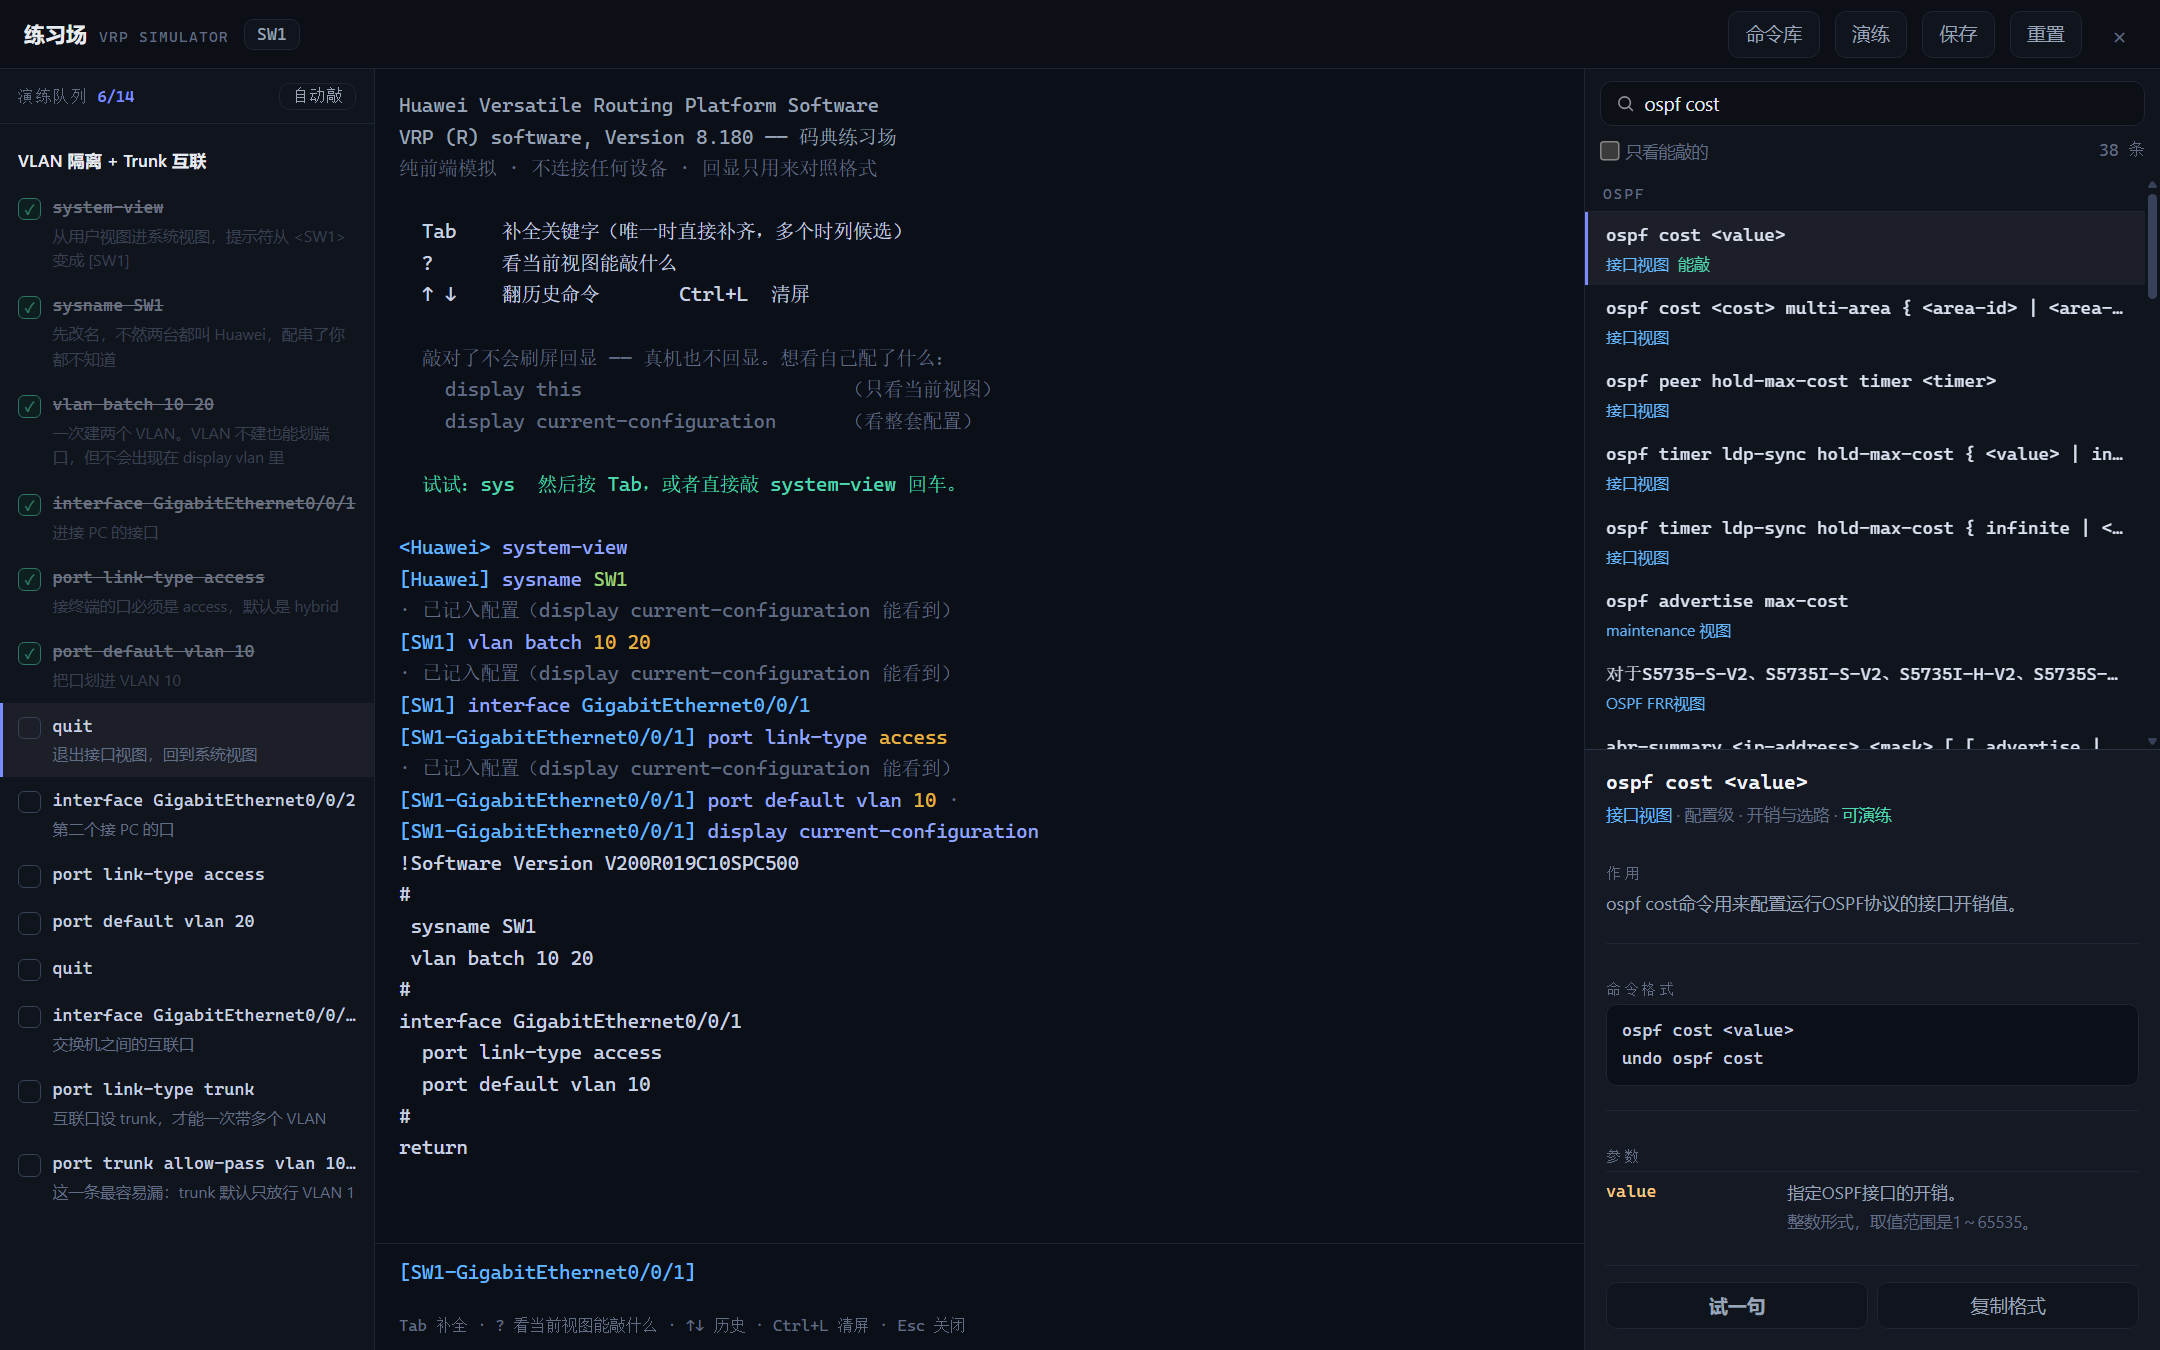 练习场 VRP SIMULATOR SW1
命令库 演练 保存 重置 ×
演练队列 6/14 自动敲
VLAN 隔离 + Trunk 互联
system-view
从用户视图进系统视图，提示符从 <SW1>
变成 [SW1]
sysname SW1
先改名，不然两台都叫 Huawei，配串了你
都不知道
vlan batch 10 20
一次建两个 VLAN。VLAN 不建也能划端
口，但不会出现在 display vlan 里
interface GigabitEthernet0/0/1
进接 PC 的接口
port link-type access
接终端的口必须是 access，默认是 hybrid
port default vlan 10
把口划进 VLAN 10
quit
退出接口视图，回到系统视图
interface GigabitEthernet0/0/2
第二个接 PC 的口
port link-type access
port default vlan 20
quit
interface GigabitEthernet0/0/…
交换机之间的互联口
port link-type trunk
互联口设 trunk，才能一次带多个 VLAN
port trunk allow-pass vlan 10…
这一条最容易漏：trunk 默认只放行 VLAN 1
Huawei Versatile Routing Platform Software
VRP (R) software, Version 8.180 —— 码典练习场
纯前端模拟 · 不连接任何设备 · 回显只用来对照格式
Tab 补全关键字（唯一时直接补齐，多个时列候选）
? 看当前视图能敲什么
↑ ↓ 翻历史命令 Ctrl+L 清屏
敲对了不会刷屏回显 —— 真机也不回显。想看自己配了什么：
display this （只看当前视图）
display current-configuration （看整套配置）
试试：sys 然后按 Tab，或者直接敲 system-view 回车。
<Huawei> system-view
[Huawei] sysname SW1
· 已记入配置（display current-configuration 能看到）
[SW1] vlan batch 10 20
· 已记入配置（display current-configuration 能看到）
[SW1] interface GigabitEthernet0/0/1
[SW1-GigabitEthernet0/0/1] port link-type access
· 已记入配置（display current-configuration 能看到）
[SW1-GigabitEthernet0/0/1] port default vlan 10 ·
[SW1-GigabitEthernet0/0/1] display current-configuration
!Software Version V200R019C10SPC500
#
sysname SW1
vlan batch 10 20
#
interface GigabitEthernet0/0/1
port link-type access
port default vlan 10
#
return
[SW1-GigabitEthernet0/0/1]
Tab 补全 · ? 看当前视图能敲什么 · ↑↓ 历史 · Ctrl+L 清屏 · Esc 关闭
ospf cost
只看能敲的 38 条
OSPF
ospf cost <value>
接口视图 能敲
ospf cost <cost> multi-area { <area-id> | <area-…
接口视图
ospf peer hold-max-cost timer <timer>
接口视图
ospf timer ldp-sync hold-max-cost { <value> | in…
接口视图
ospf timer ldp-sync hold-max-cost { infinite | <…
接口视图
ospf advertise max-cost
maintenance 视图
对于S5735-S-V2、S5735I-S-V2、S5735I-H-V2、S5735S-…
OSPF FRR视图
abr-summary <ip-address> <mask> [ [ advertise |
ospf cost <value>
接口视图 · 配置级 · 开销与选路 · 可演练
作用
ospf cost命令用来配置运行OSPF协议的接口开销值。
命令格式
ospf cost <value>
undo ospf cost
参数
value 指定OSPF接口的开销。
整数形式，取值范围是1～65535。
试一句 复制格式